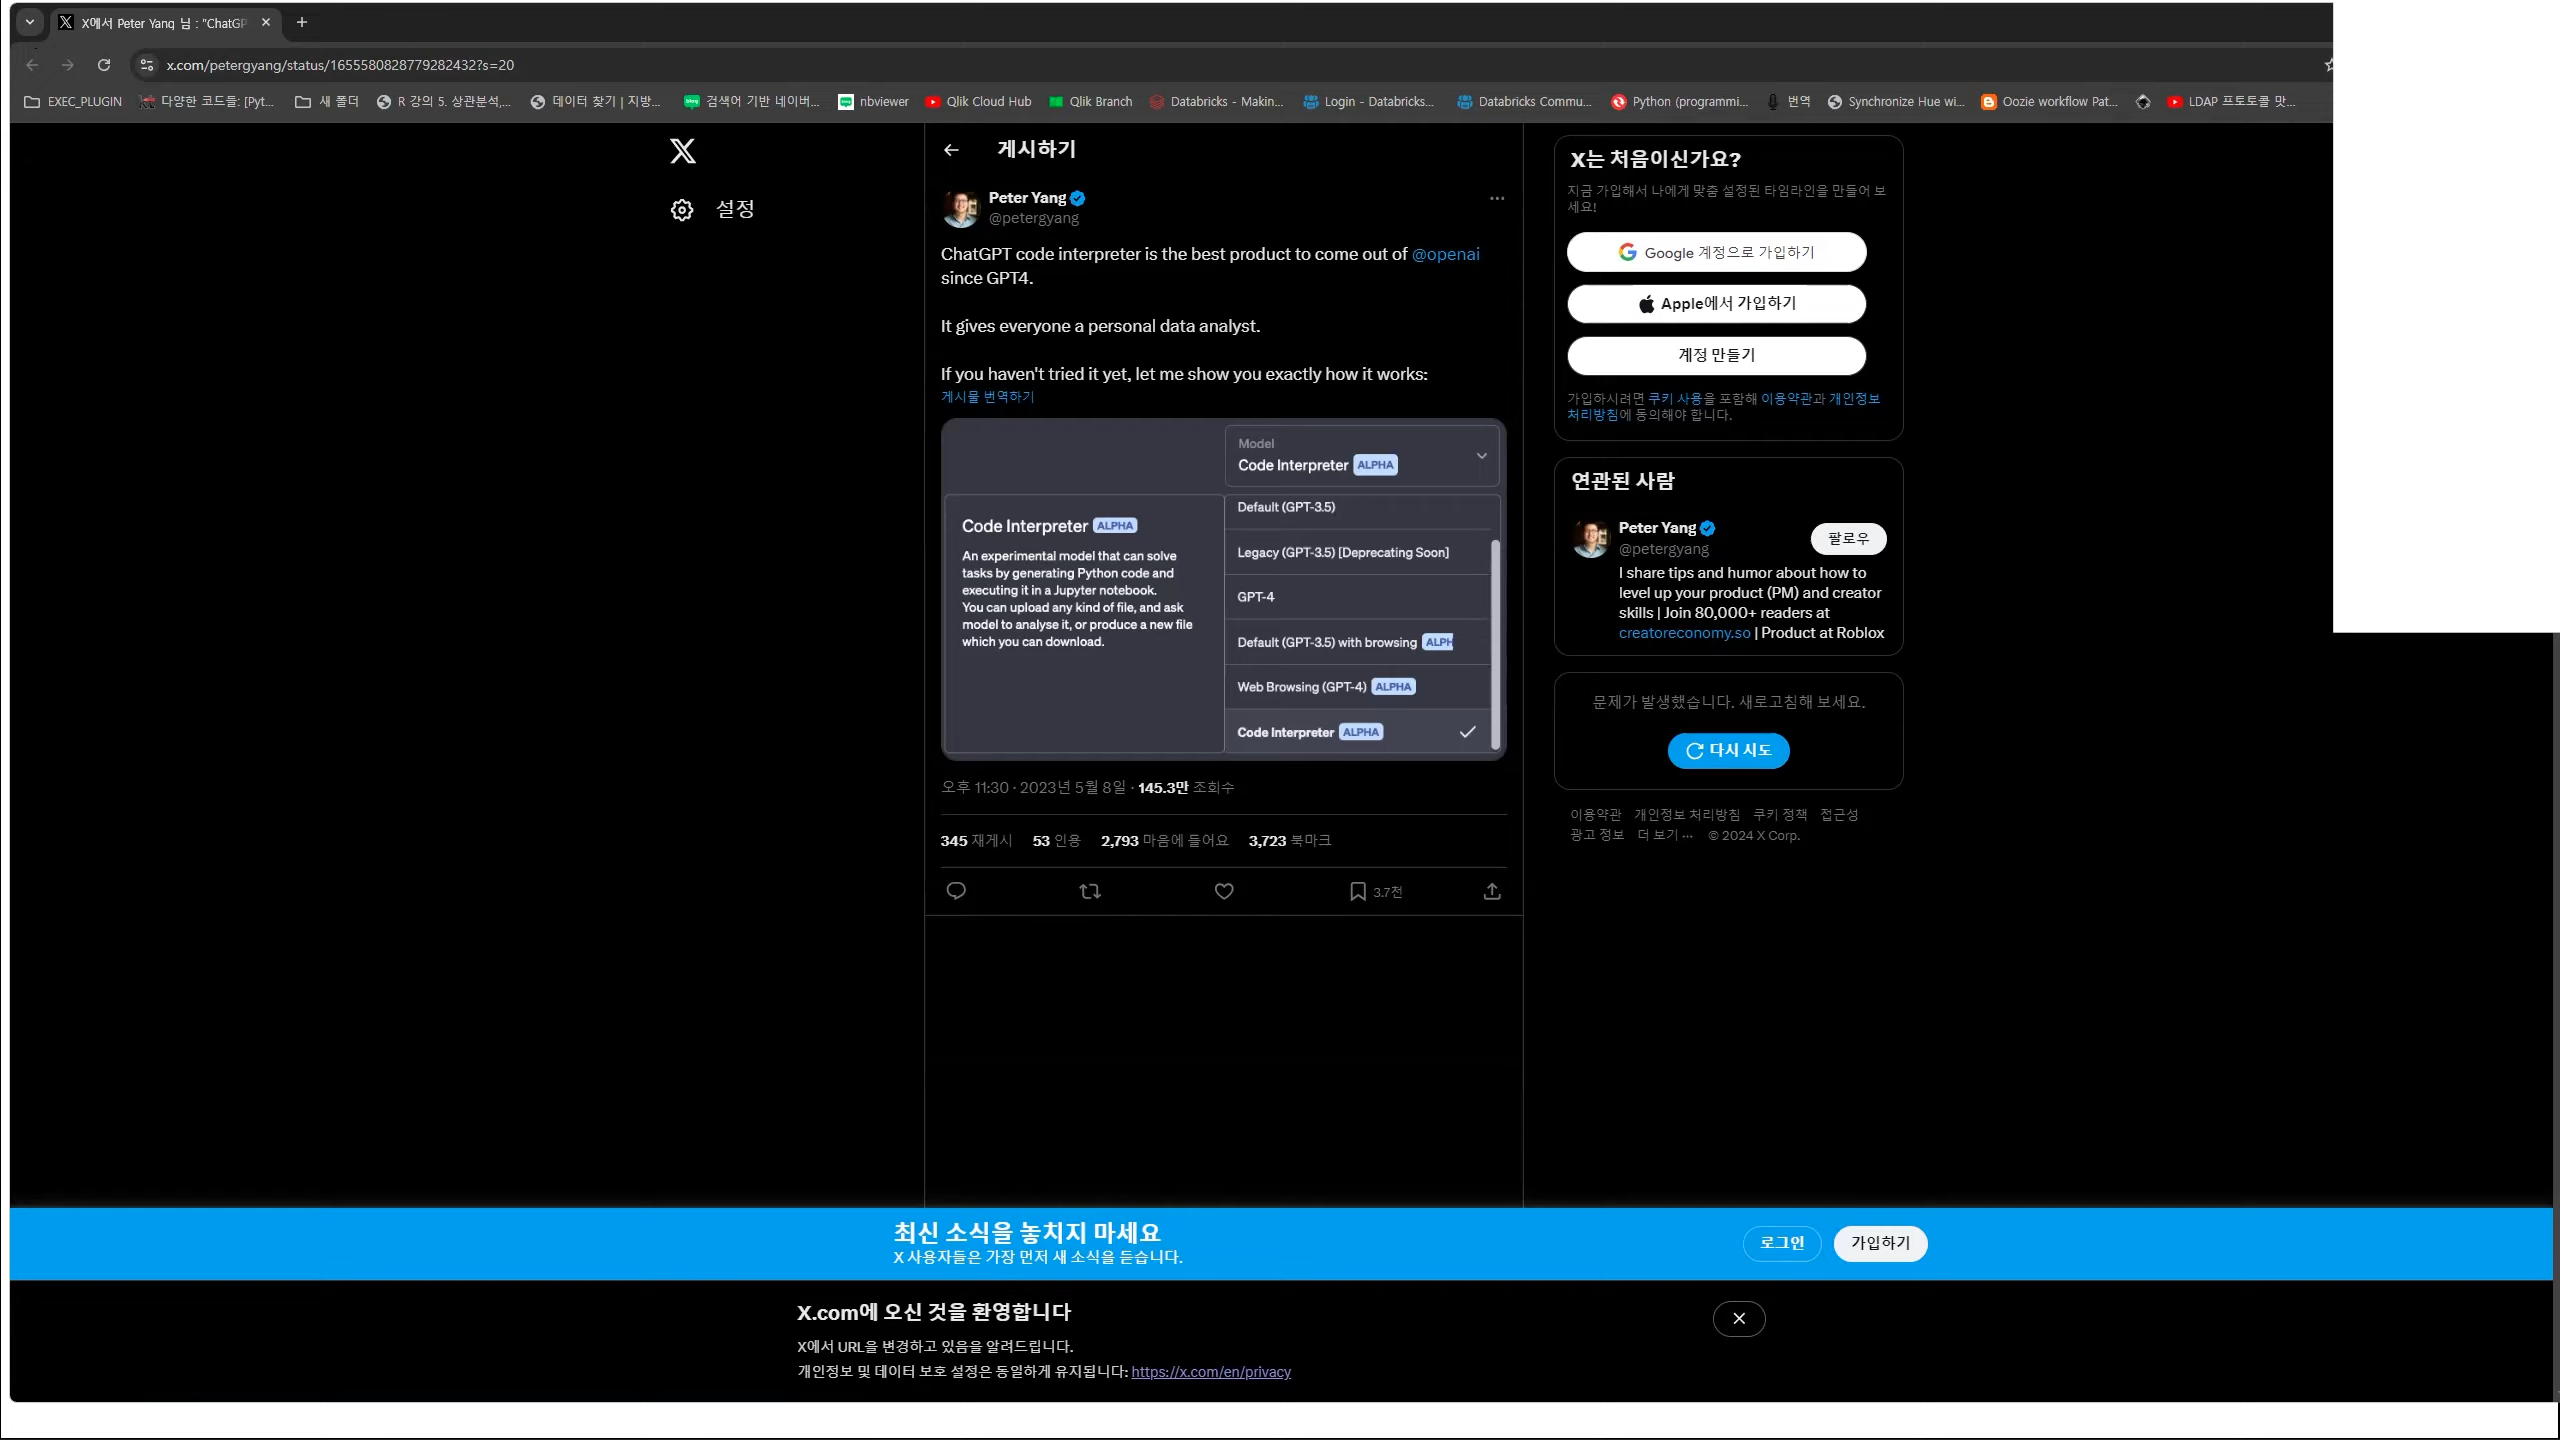 X에서 Peter Yang 님 : "ChatGP
x.com/petergyang/status/1655580828779282432?s=20
EXEC_PLUGIN
다양한 코드들: [Pyt...
새 폴더
R 강의 5. 상관분석,...
데이터 찾기 | 지방...
검색어 기반 네이버...
nbviewer
Qlik Cloud Hub
Qlik Branch
Databricks - Makin...
Login - Databricks...
Databricks Commu...
Python (programmi...
번역
Synchronize Hue wi...
Oozie workflow Pat...
LDAP 프로토콜 맛...
설정
게시하기
Peter Yang
@petergyang
ChatGPT code interpreter is the best product to come out of @openai
since GPT4.
It gives everyone a personal data analyst.
If you haven't tried it yet, let me show you exactly how it works:
게시물 번역하기
Model
Code Interpreter ALPHA
Code Interpreter ALPHA
An experimental model that can solve
tasks by generating Python code and
executing it in a Jupyter notebook.
You can upload any kind of file, and ask
model to analyse it, or produce a new file
which you can download.
Default (GPT-3.5)
Legacy (GPT-3.5) [Deprecating Soon]
GPT-4
Default (GPT-3.5) with browsing ALPH
Web Browsing (GPT-4) ALPHA
Code Interpreter ALPHA
오후 11:30 · 2023년 5월 8일 · 145.3만 조회수
345 재게시 53 인용 2,793 마음에 들어요 3,723 북마크
3.7천
X는 처음이신가요?
지금 가입해서 나에게 맞춤 설정된 타임라인을 만들어 보
세요!
Google 계정으로 가입하기
Apple에서 가입하기
계정 만들기
가입하시려면 쿠키 사용을 포함해 이용약관과 개인정보
처리방침에 동의해야 합니다.
연관된 사람
Peter Yang
@petergyang
팔로우
I share tips and humor about how to
level up your product (PM) and creator
skills | Join 80,000+ readers at
creatoreconomy.so | Product at Roblox
문제가 발생했습니다. 새로고침해 보세요.
다시 시도
이용약관 개인정보 처리방침 쿠키 정책 접근성
광고 정보 더 보기 ··· © 2024 X Corp.
최신 소식을 놓치지 마세요
X 사용자들은 가장 먼저 새 소식을 듣습니다.
로그인
가입하기
X.com에 오신 것을 환영합니다
X에서 URL을 변경하고 있음을 알려드립니다.
개인정보 및 데이터 보호 설정은 동일하게 유지됩니다: https://x.com/en/privacy